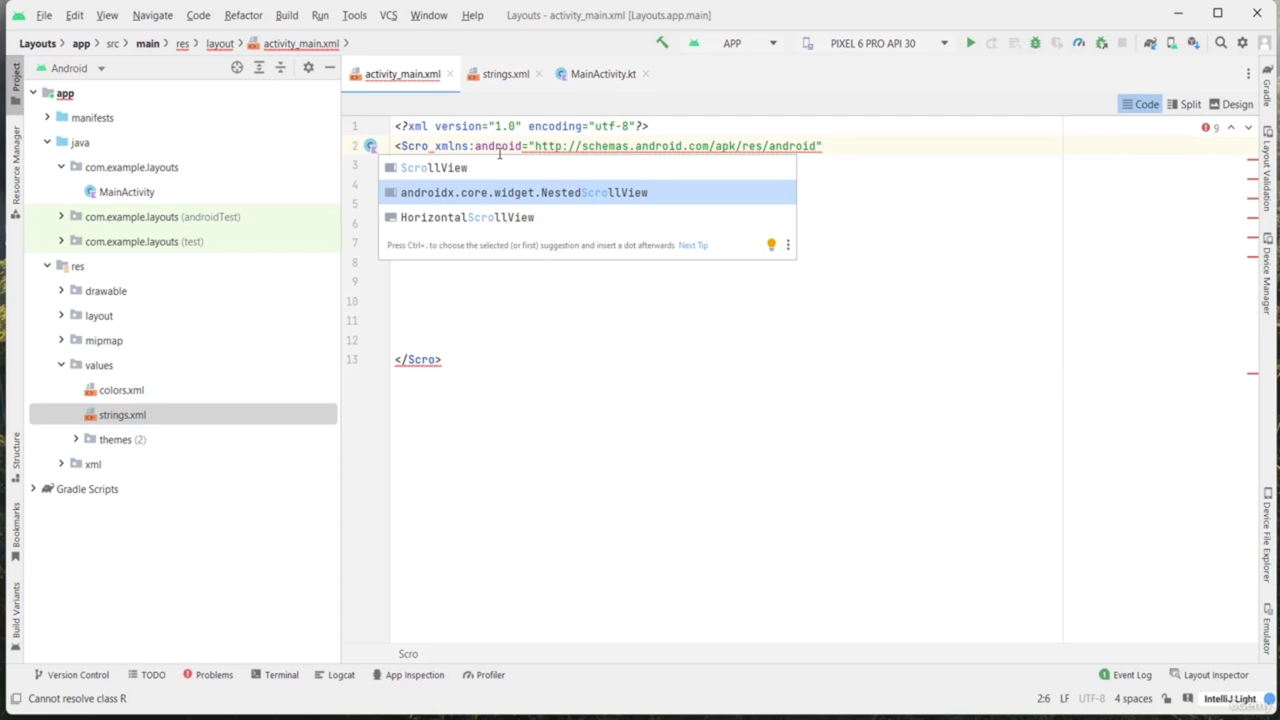 File Edit View Navigate Code Refactor Build Run Tools VCS Window Help Layouts - activity_main.xml [Layouts.app.main]
Layouts app src main res layout activity_main.xml APP PIXEL 6 PRO API 30
Android
activity_main.xml strings.xml MainActivity.kt
Code Split Design
app
manifests
java
com.example.layouts
MainActivity
com.example.layouts (androidTest)
com.example.layouts (test)
res
drawable
layout
mipmap
values
colors.xml
strings.xml
themes (2)
xml
Gradle Scripts
1 <?xml version="1.0" encoding="utf-8"?>
2 <Scro xmlns:android="http://schemas.android.com/apk/res/android"
9
3
4
5
6
7
8
9
10
11
12
13 </Scro>
ScrollView
androidx.core.widget.NestedScrollView
HorizontalScrollView
Press Ctrl+. to choose the selected (or first) suggestion and insert a dot afterwards Next Tip
Scro
Project
Resource Manager
Structure
Bookmarks
Build Variants
Gradle
Layout Validation
Device Manager
Device File Explorer
Emulator
Version Control TODO Problems Terminal Logcat App Inspection Profiler Event Log Layout Inspector
Cannot resolve class R 2:6 LF UTF-8 4 spaces IntelliJ Light
udemy